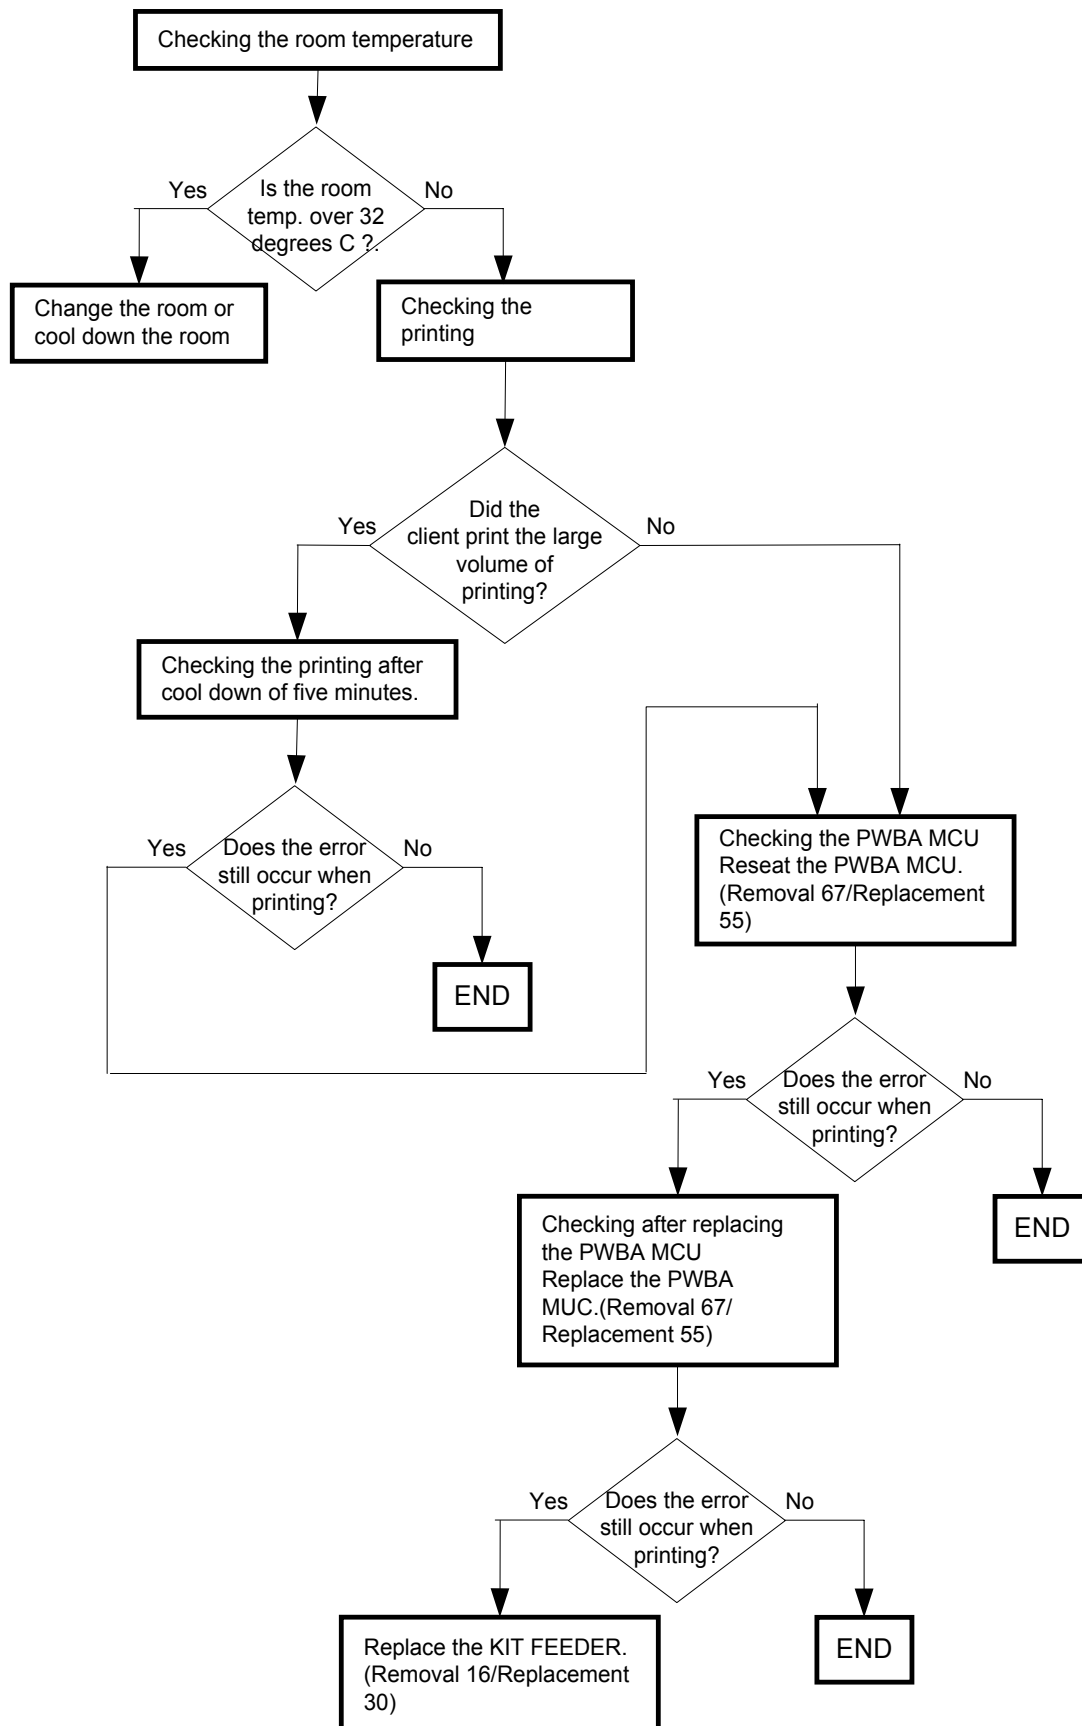 Checking the room temperature
Yes
No
Is the room
temp. over 32
degrees C ?.
Change the room or
cool down the room
Checking the
printing
Yes
No
Did the
client print the large
volume of
printing?
Checking the printing after
cool down of five minutes.
Yes
No
Does the error
still occur when
printing?
END
Checking the PWBA MCU
Reseat the PWBA MCU.
(Removal 67/Replacement
55)
Yes
No
Does the error
still occur when
printing?
END
Checking after replacing
the PWBA MCU
Replace the PWBA
MUC.(Removal 67/
Replacement 55)
Yes
No
Does the error
still occur when
printing?
END
Replace the KIT FEEDER.
(Removal 16/Replacement
30)